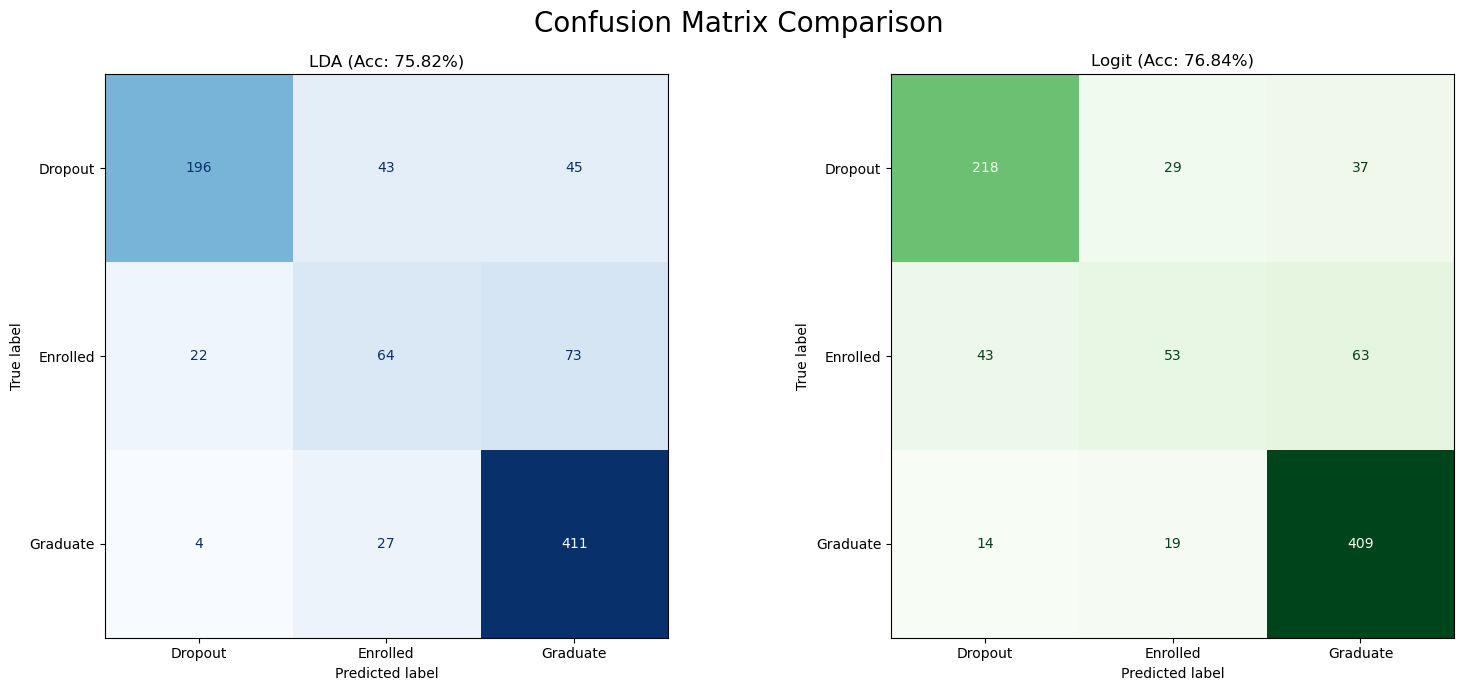 Confusion Matrix Comparison
LDA (Acc: 75.82%)
True label
Dropout 196 43 45
Enrolled 22 64 73
Graduate 4 27 411
Dropout Enrolled Graduate
Predicted label
Logit (Acc: 76.84%)
True label
Dropout 218 29 37
Enrolled 43 53 63
Graduate 14 19 409
Dropout Enrolled Graduate
Predicted label